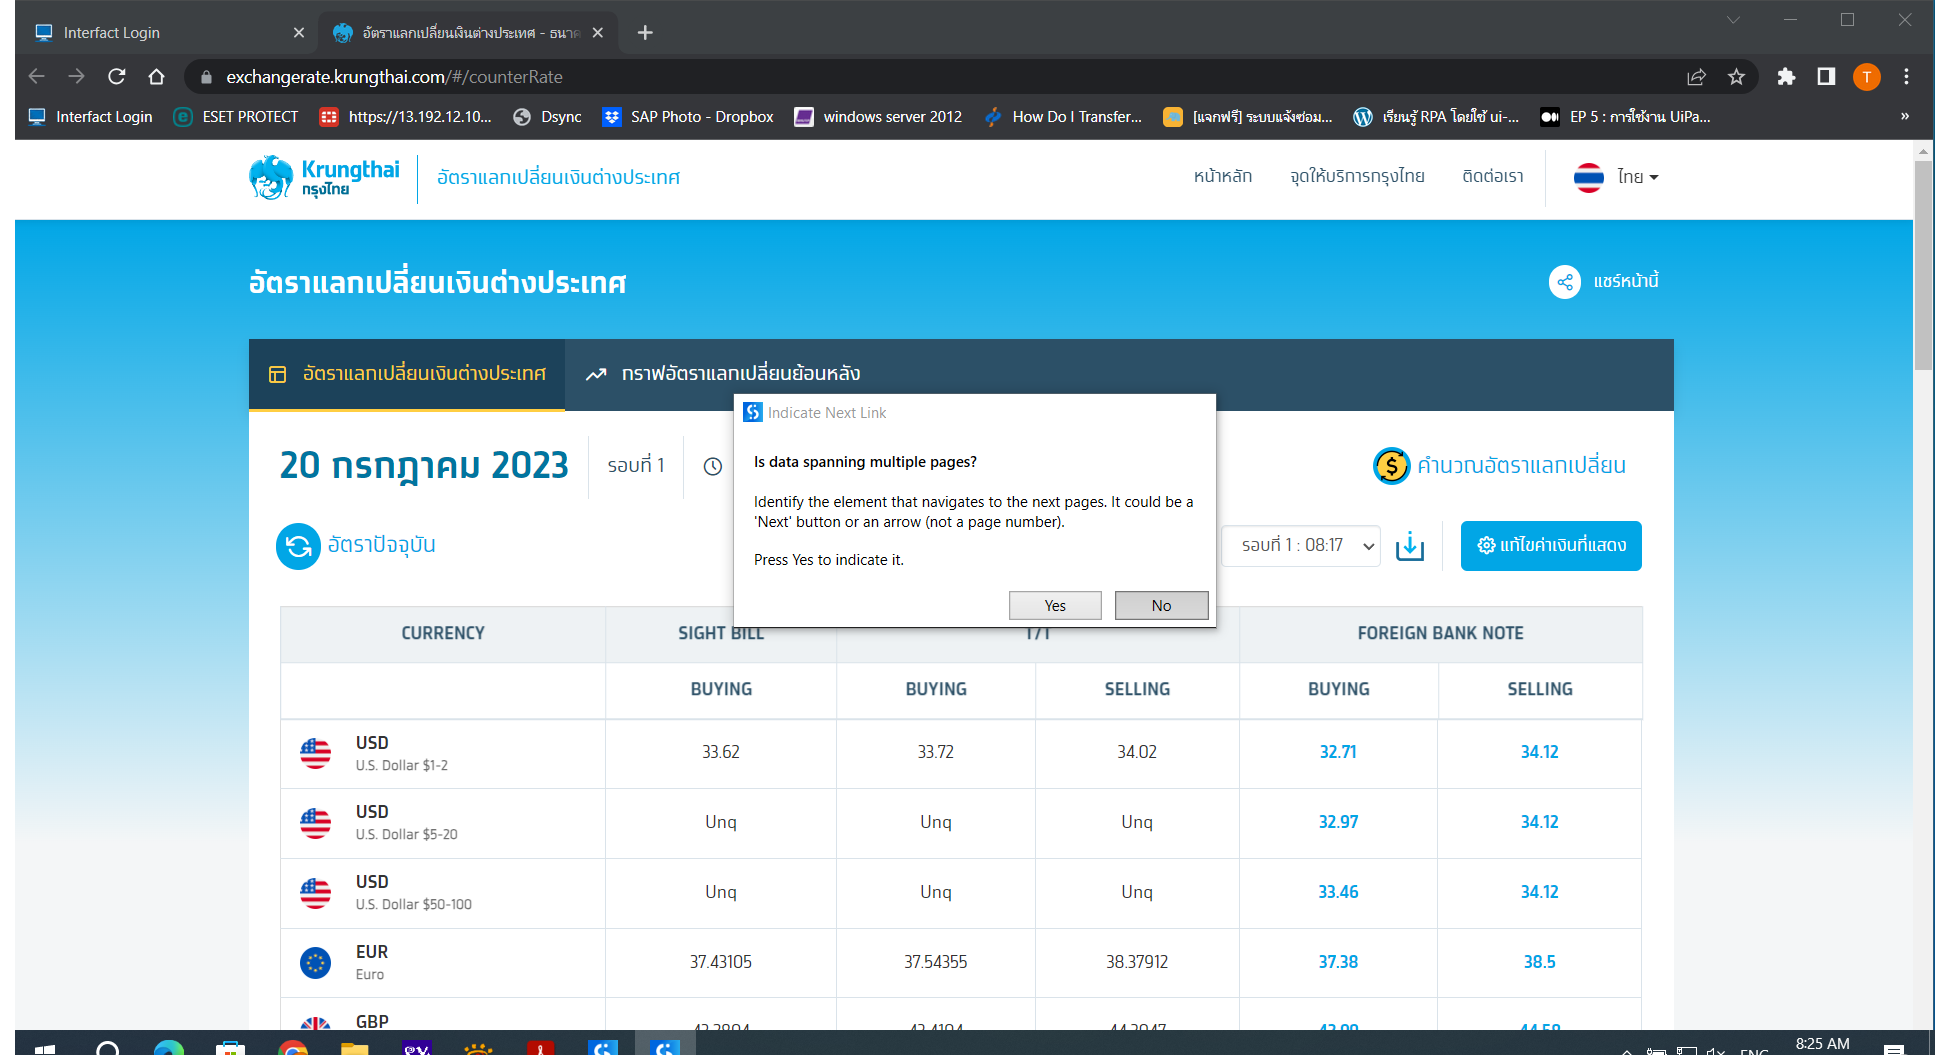 Interfact Login
อัตราแลกเปลี่ยนเงินต่างประเทศ - ธนาค
exchangerate.krungthai.com/#/counterRate
T
Interfact Login
ESET PROTECT
https://13.192.12.10...
Dsync
SAP Photo - Dropbox
windows server 2012
How Do I Transfer...
[แจกฟรี] ระบบแจ้งซ่อม...
เรียนรู้ RPA โดยใช้ ui-...
EP 5 : การใช้งาน UiPa...
»
Krungthai
กรุงไทย
อัตราแลกเปลี่ยนเงินต่างประเทศ
หน้าหลัก
จุดให้บริการกรุงไทย
ติดต่อเรา
ไทย
อัตราแลกเปลี่ยนเงินต่างประเทศ
แชร์หน้านี้
อัตราแลกเปลี่ยนเงินต่างประเทศ
กราฟอัตราแลกเปลี่ยนย้อนหลัง
Indicate Next Link
Is data spanning multiple pages?
Identify the element that navigates to the next pages. It could be a
'Next' button or an arrow (not a page number).
Press Yes to indicate it.
Yes
No
20 กรกฎาคม 2023
รอบที่ 1
คำนวณอัตราแลกเปลี่ยน
อัตราปัจจุบัน
รอบที่ 1 : 08:17
แก้ไขค่าเงินที่แสดง
CURRENCY
SIGHT BILL
T/T
FOREIGN BANK NOTE
BUYING
BUYING
SELLING
BUYING
SELLING
USD
U.S. Dollar $1-2
33.62
33.72
34.02
32.71
34.12
USD
U.S. Dollar $5-20
Unq
Unq
Unq
32.97
34.12
USD
U.S. Dollar $50-100
Unq
Unq
Unq
33.46
34.12
EUR
Euro
37.43105
37.54355
38.37912
37.38
38.5
GBP
8:25 AM
ENG